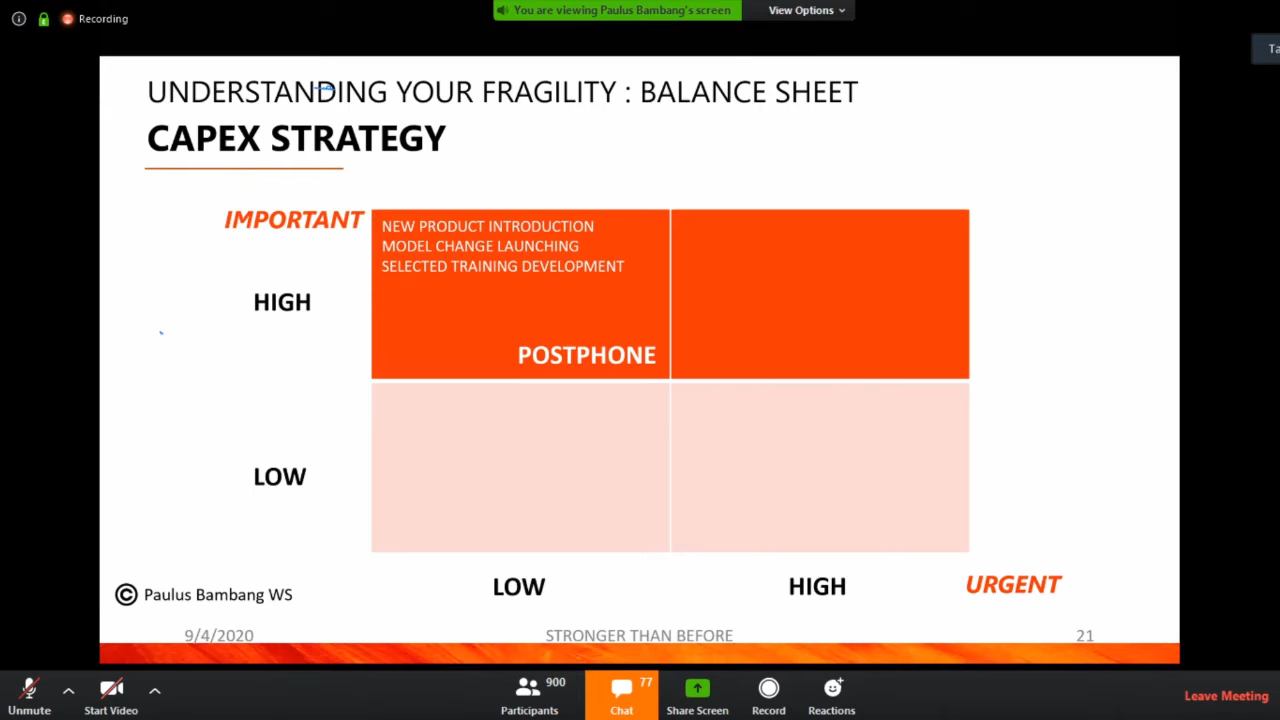 Recording
You are viewing Paulus Bambang's screen
View Options
Ta
UNDERSTANDING YOUR FRAGILITY : BALANCE SHEET
CAPEX STRATEGY
IMPORTANT
NEW PRODUCT INTRODUCTION
MODEL CHANGE LAUNCHING
SELECTED TRAINING DEVELOPMENT
HIGH
POSTPHONE
LOW
LOW
HIGH
URGENT
© Paulus Bambang WS
9/4/2020
STRONGER THAN BEFORE
21
Unmute
Start Video
900
Participants
77
Chat
Share Screen
Record
Reactions
Leave Meeting